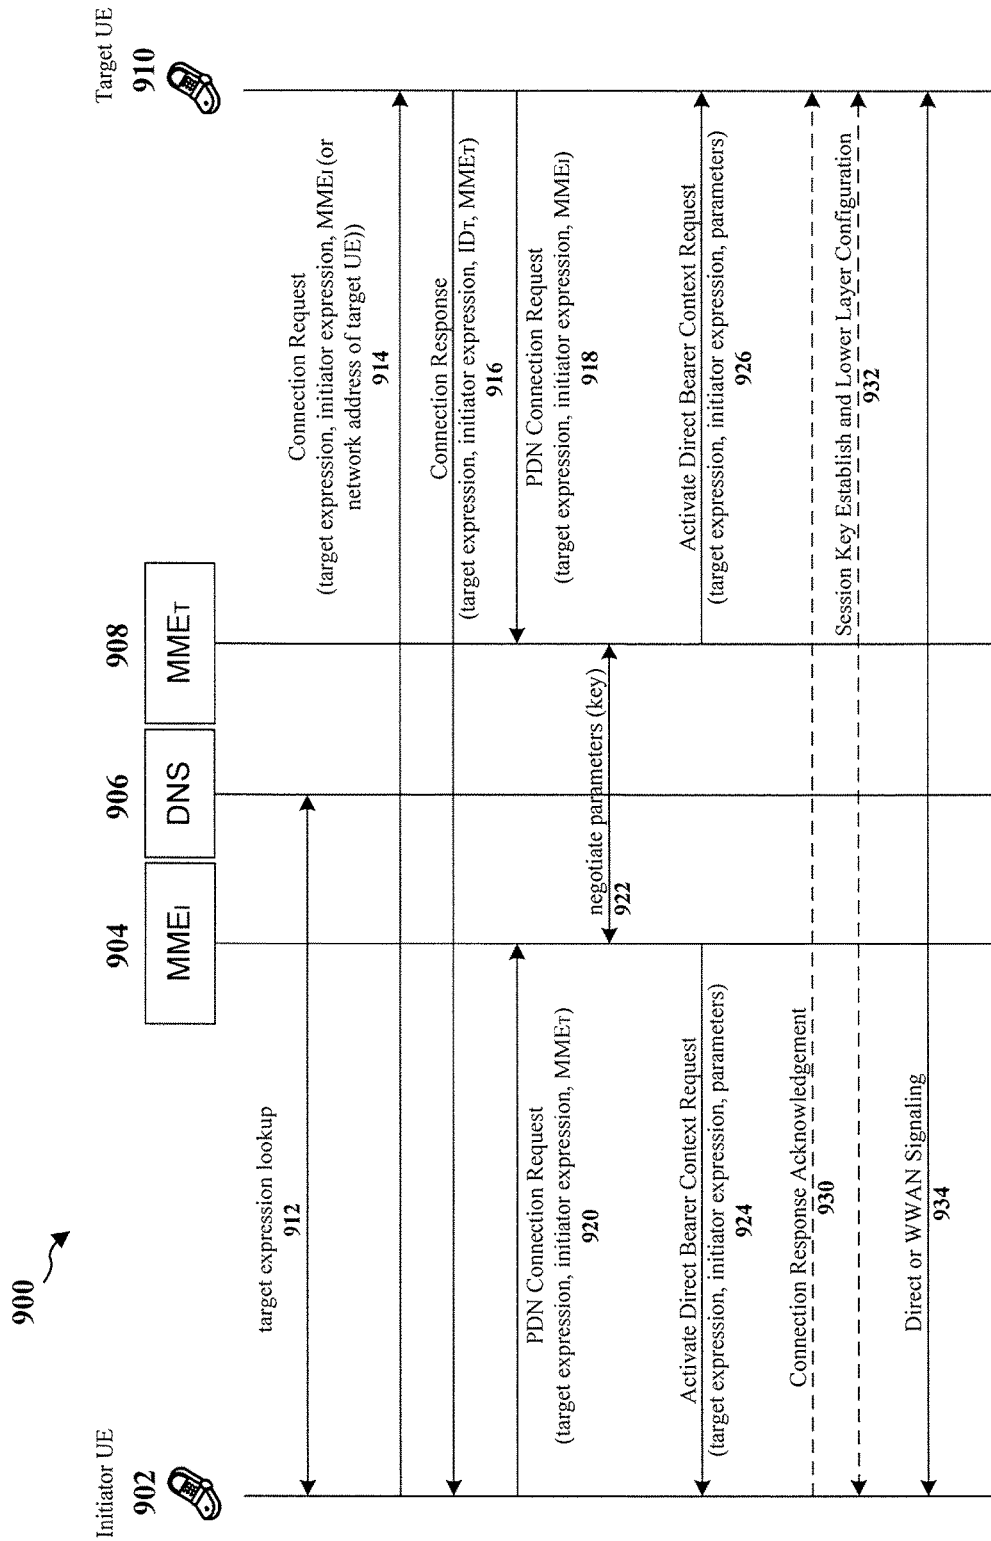 900
Initiator UE
902
904
906
908
Target UE
910
MMEI
DNS
MMET
target expression lookup
912
Connection Request
(target expression, initiator expression, MMEI (or
network address of target UE))
914
Connection Response
(target expression, initiator expression, IDT, MMET)
916
PDN Connection Request
(target expression, initiator expression, MMEI)
918
PDN Connection Request
(target expression, initiator expression, MMET)
920
negotiate parameters (key)
922
Activate Direct Bearer Context Request
(target expression, initiator expression, parameters)
924
Activate Direct Bearer Context Request
(target expression, initiator expression, parameters)
926
Connection Response Acknowledgement
930
Session Key Establish and Lower Layer Configuration
932
Direct or WWAN Signaling
934